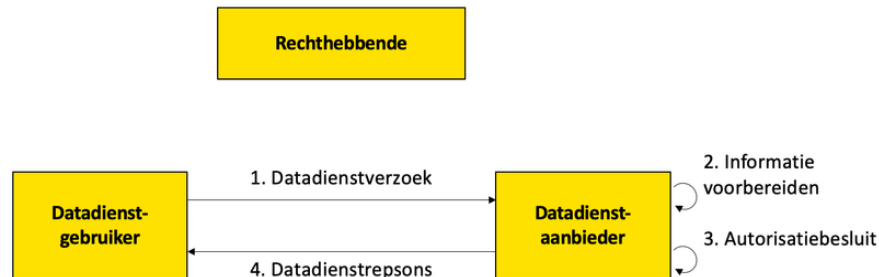 Rechthebbende
2. Informatie
voorbereiden
1. Datadienstverzoek
Datadienst-
gebruiker
Datadienst-
aanbieder
3. Autorisatiebesluit
4. Datadienstrepsons